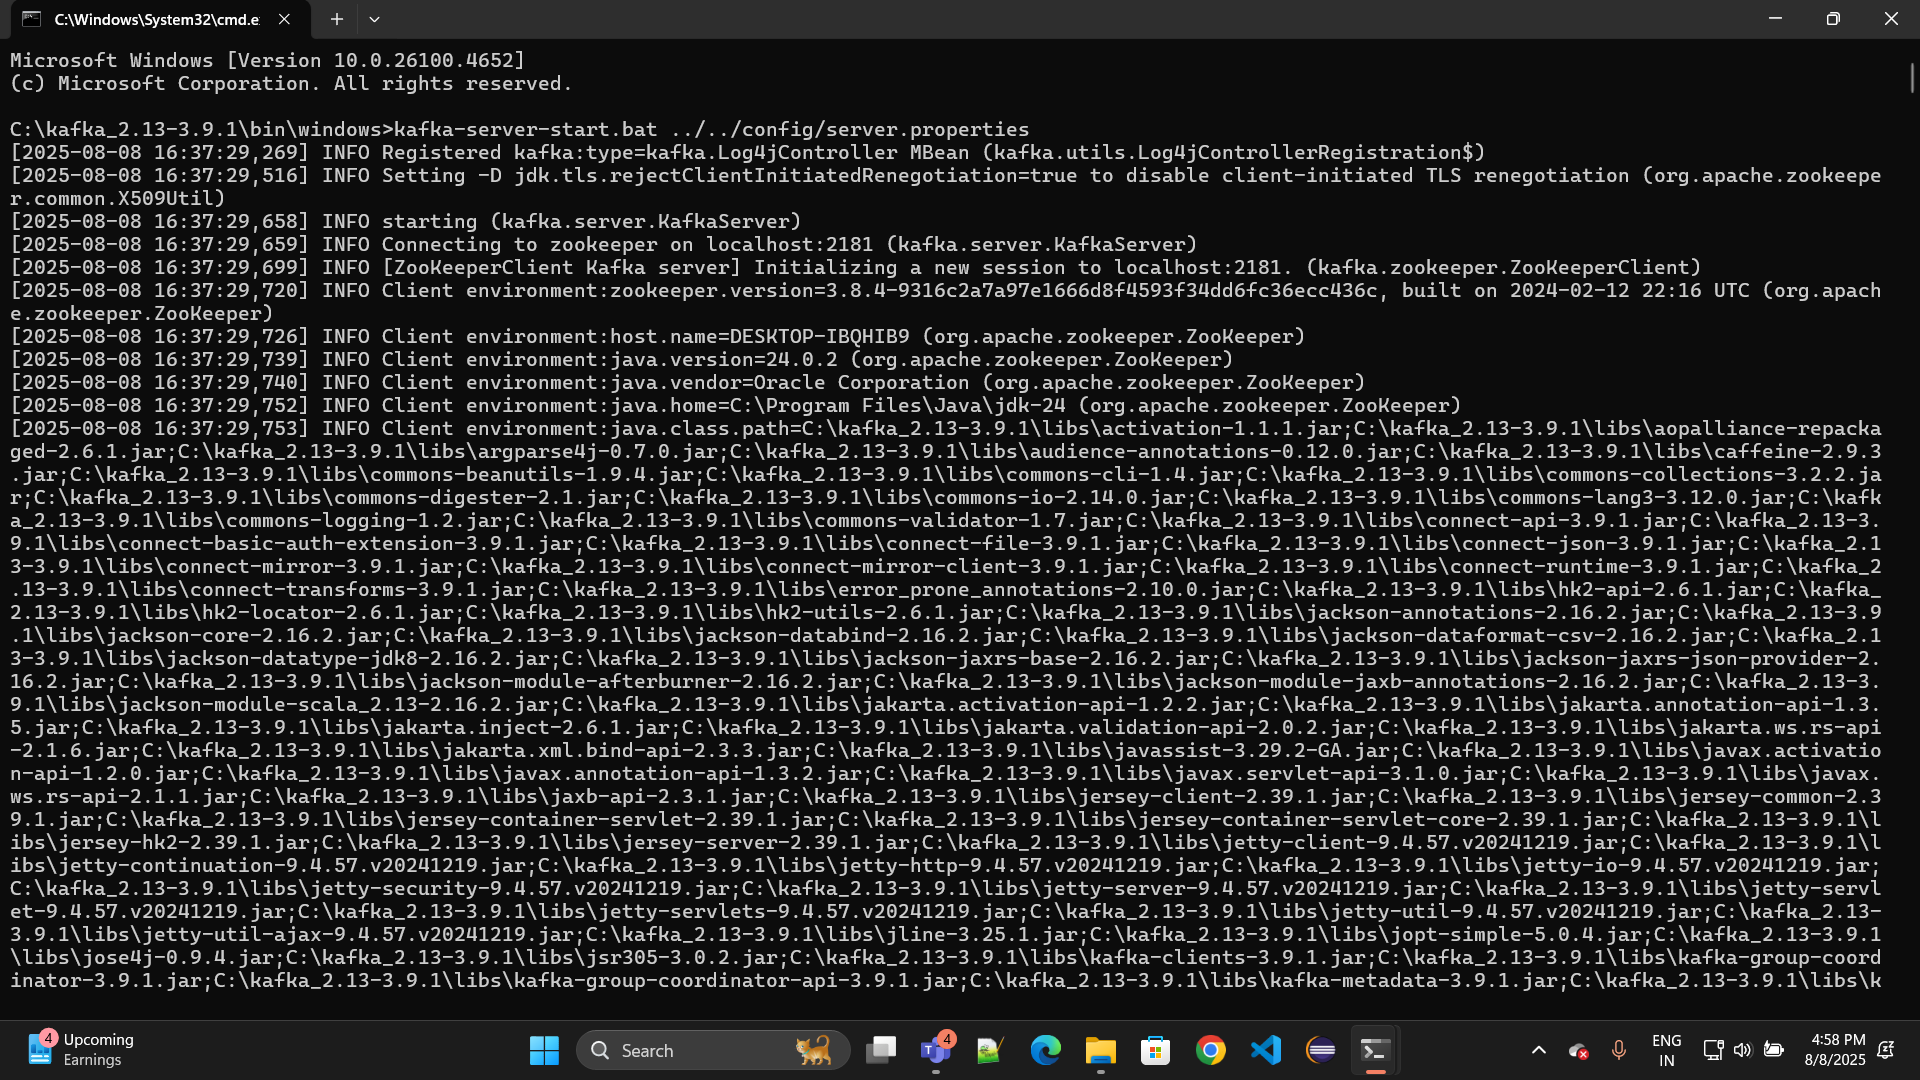 C:\Windows\System32\cmd.e
Microsoft Windows [Version 10.0.26100.4652]
(c) Microsoft Corporation. All rights reserved.
C:\kafka_2.13-3.9.1\bin\windows>kafka-server-start.bat ../../config/server.properties
[2025-08-08 16:37:29,269] INFO Registered kafka:type=kafka.Log4jController MBean (kafka.utils.Log4jControllerRegistration$)
[2025-08-08 16:37:29,516] INFO Setting -D jdk.tls.rejectClientInitiatedRenegotiation=true to disable client-initiated TLS renegotiation (org.apache.zookeepe
r.common.X509Util)
[2025-08-08 16:37:29,658] INFO starting (kafka.server.KafkaServer)
[2025-08-08 16:37:29,659] INFO Connecting to zookeeper on localhost:2181 (kafka.server.KafkaServer)
[2025-08-08 16:37:29,699] INFO [ZooKeeperClient Kafka server] Initializing a new session to localhost:2181. (kafka.zookeeper.ZooKeeperClient)
[2025-08-08 16:37:29,720] INFO Client environment:zookeeper.version=3.8.4-9316c2a7a97e1666d8f4593f34dd6fc36ecc436c, built on 2024-02-12 22:16 UTC (org.apach
e.zookeeper.ZooKeeper)
[2025-08-08 16:37:29,726] INFO Client environment:host.name=DESKTOP-IBQHIB9 (org.apache.zookeeper.ZooKeeper)
[2025-08-08 16:37:29,739] INFO Client environment:java.version=24.0.2 (org.apache.zookeeper.ZooKeeper)
[2025-08-08 16:37:29,740] INFO Client environment:java.vendor=Oracle Corporation (org.apache.zookeeper.ZooKeeper)
[2025-08-08 16:37:29,752] INFO Client environment:java.home=C:\Program Files\Java\jdk-24 (org.apache.zookeeper.ZooKeeper)
[2025-08-08 16:37:29,753] INFO Client environment:java.class.path=C:\kafka_2.13-3.9.1\libs\activation-1.1.1.jar;C:\kafka_2.13-3.9.1\libs\aopalliance-repacka
ged-2.6.1.jar;C:\kafka_2.13-3.9.1\libs\argparse4j-0.7.0.jar;C:\kafka_2.13-3.9.1\libs\audience-annotations-0.12.0.jar;C:\kafka_2.13-3.9.1\libs\caffeine-2.9.3
.jar;C:\kafka_2.13-3.9.1\libs\commons-beanutils-1.9.4.jar;C:\kafka_2.13-3.9.1\libs\commons-cli-1.4.jar;C:\kafka_2.13-3.9.1\libs\commons-collections-3.2.2.ja
r;C:\kafka_2.13-3.9.1\libs\commons-digester-2.1.jar;C:\kafka_2.13-3.9.1\libs\commons-io-2.14.0.jar;C:\kafka_2.13-3.9.1\libs\commons-lang3-3.12.0.jar;C:\kafk
a_2.13-3.9.1\libs\commons-logging-1.2.jar;C:\kafka_2.13-3.9.1\libs\commons-validator-1.7.jar;C:\kafka_2.13-3.9.1\libs\connect-api-3.9.1.jar;C:\kafka_2.13-3.
9.1\libs\connect-basic-auth-extension-3.9.1.jar;C:\kafka_2.13-3.9.1\libs\connect-file-3.9.1.jar;C:\kafka_2.13-3.9.1\libs\connect-json-3.9.1.jar;C:\kafka_2.1
3-3.9.1\libs\connect-mirror-3.9.1.jar;C:\kafka_2.13-3.9.1\libs\connect-mirror-client-3.9.1.jar;C:\kafka_2.13-3.9.1\libs\connect-runtime-3.9.1.jar;C:\kafka_2
.13-3.9.1\libs\connect-transforms-3.9.1.jar;C:\kafka_2.13-3.9.1\libs\error_prone_annotations-2.10.0.jar;C:\kafka_2.13-3.9.1\libs\hk2-api-2.6.1.jar;C:\kafka_
2.13-3.9.1\libs\hk2-locator-2.6.1.jar;C:\kafka_2.13-3.9.1\libs\hk2-utils-2.6.1.jar;C:\kafka_2.13-3.9.1\libs\jackson-annotations-2.16.2.jar;C:\kafka_2.13-3.9
.1\libs\jackson-core-2.16.2.jar;C:\kafka_2.13-3.9.1\libs\jackson-databind-2.16.2.jar;C:\kafka_2.13-3.9.1\libs\jackson-dataformat-csv-2.16.2.jar;C:\kafka_2.1
3-3.9.1\libs\jackson-datatype-jdk8-2.16.2.jar;C:\kafka_2.13-3.9.1\libs\jackson-jaxrs-base-2.16.2.jar;C:\kafka_2.13-3.9.1\libs\jackson-jaxrs-json-provider-2.
16.2.jar;C:\kafka_2.13-3.9.1\libs\jackson-module-afterburner-2.16.2.jar;C:\kafka_2.13-3.9.1\libs\jackson-module-jaxb-annotations-2.16.2.jar;C:\kafka_2.13-3.
9.1\libs\jackson-module-scala_2.13-2.16.2.jar;C:\kafka_2.13-3.9.1\libs\jakarta.activation-api-1.2.2.jar;C:\kafka_2.13-3.9.1\libs\jakarta.annotation-api-1.3.
5.jar;C:\kafka_2.13-3.9.1\libs\jakarta.inject-2.6.1.jar;C:\kafka_2.13-3.9.1\libs\jakarta.validation-api-2.0.2.jar;C:\kafka_2.13-3.9.1\libs\jakarta.ws.rs-api
-2.1.6.jar;C:\kafka_2.13-3.9.1\libs\jakarta.xml.bind-api-2.3.3.jar;C:\kafka_2.13-3.9.1\libs\javassist-3.29.2-GA.jar;C:\kafka_2.13-3.9.1\libs\javax.activatio
n-api-1.2.0.jar;C:\kafka_2.13-3.9.1\libs\javax.annotation-api-1.3.2.jar;C:\kafka_2.13-3.9.1\libs\javax.servlet-api-3.1.0.jar;C:\kafka_2.13-3.9.1\libs\javax.
ws.rs-api-2.1.1.jar;C:\kafka_2.13-3.9.1\libs\jaxb-api-2.3.1.jar;C:\kafka_2.13-3.9.1\libs\jersey-client-2.39.1.jar;C:\kafka_2.13-3.9.1\libs\jersey-common-2.3
9.1.jar;C:\kafka_2.13-3.9.1\libs\jersey-container-servlet-2.39.1.jar;C:\kafka_2.13-3.9.1\libs\jersey-container-servlet-core-2.39.1.jar;C:\kafka_2.13-3.9.1\l
ibs\jersey-hk2-2.39.1.jar;C:\kafka_2.13-3.9.1\libs\jersey-server-2.39.1.jar;C:\kafka_2.13-3.9.1\libs\jetty-client-9.4.57.v20241219.jar;C:\kafka_2.13-3.9.1\l
ibs\jetty-continuation-9.4.57.v20241219.jar;C:\kafka_2.13-3.9.1\libs\jetty-http-9.4.57.v20241219.jar;C:\kafka_2.13-3.9.1\libs\jetty-io-9.4.57.v20241219.jar;
C:\kafka_2.13-3.9.1\libs\jetty-security-9.4.57.v20241219.jar;C:\kafka_2.13-3.9.1\libs\jetty-server-9.4.57.v20241219.jar;C:\kafka_2.13-3.9.1\libs\jetty-servl
et-9.4.57.v20241219.jar;C:\kafka_2.13-3.9.1\libs\jetty-servlets-9.4.57.v20241219.jar;C:\kafka_2.13-3.9.1\libs\jetty-util-9.4.57.v20241219.jar;C:\kafka_2.13-
3.9.1\libs\jetty-util-ajax-9.4.57.v20241219.jar;C:\kafka_2.13-3.9.1\libs\jline-3.25.1.jar;C:\kafka_2.13-3.9.1\libs\jopt-simple-5.0.4.jar;C:\kafka_2.13-3.9.1
\libs\jose4j-0.9.4.jar;C:\kafka_2.13-3.9.1\libs\jsr305-3.0.2.jar;C:\kafka_2.13-3.9.1\libs\kafka-clients-3.9.1.jar;C:\kafka_2.13-3.9.1\libs\kafka-group-coord
inator-3.9.1.jar;C:\kafka_2.13-3.9.1\libs\kafka-group-coordinator-api-3.9.1.jar;C:\kafka_2.13-3.9.1\libs\kafka-metadata-3.9.1.jar;C:\kafka_2.13-3.9.1\libs\k
4
Upcoming
Earnings
Search
T
4
ENG
IN
4:58 PM
8/8/2025